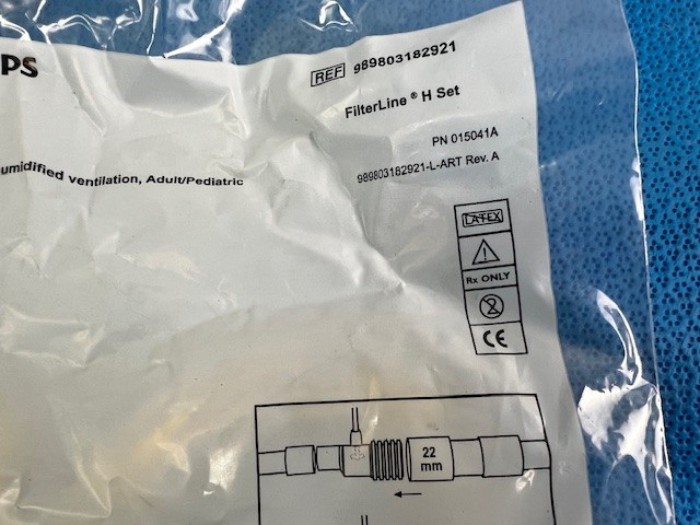 PS
REF 989803182921
FilterLine ® H Set
PN 015041A
umidified ventilation, Adult/Pediatric
989803182921-L-ART Rev. A
LATEX
Rx ONLY
2
CE
22
mm